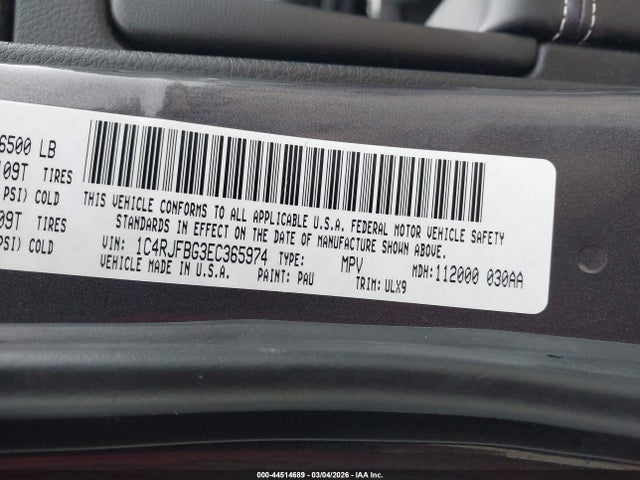 6500 LB
109T TIRES
PSI) COLD
09T TIRES
PSI) COLD
THIS VEHICLE CONFORMS TO ALL APPLICABLE U.S.A. FEDERAL MOTOR VEHICLE SAFETY
STANDARDS IN EFFECT ON THE DATE OF MANUFACTURE SHOWN ABOVE.
VIN: 1C4RJFBG3EC365974 TYPE: MPV MDH:112000 030AA
VEHICLE MADE IN U.S.A. PAINT: PAU TRIM:ULX9
000-44514689 - 03/04/2026 - IAA Inc.